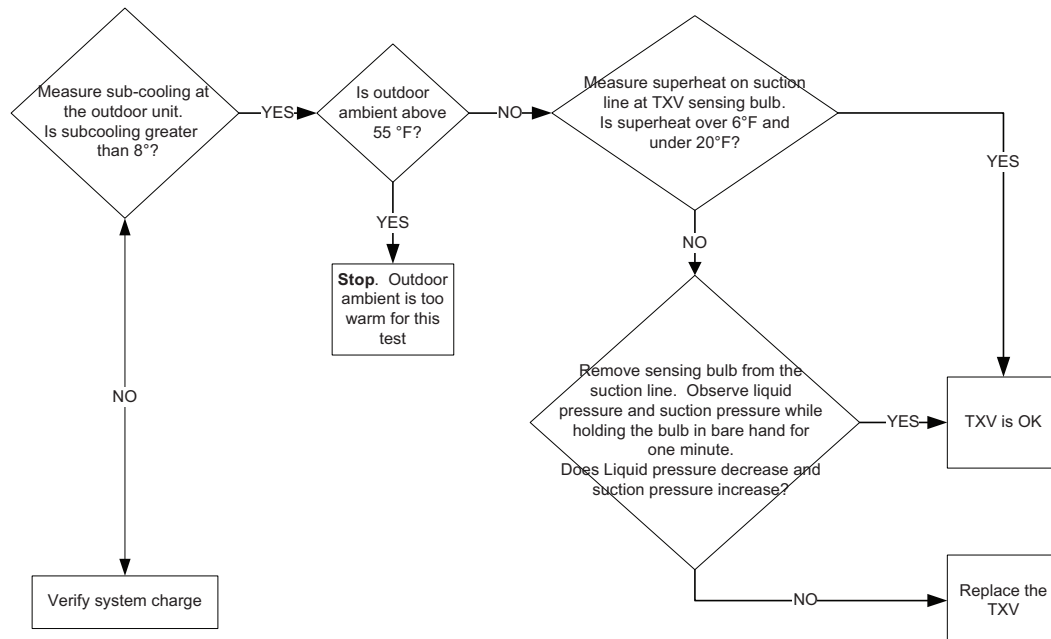 Measure sub-cooling at
the outdoor unit.
Is subcooling greater
than 8°?
YES
Is outdoor
ambient above
55 °F?
NO
Measure superheat on suction
line at TXV sensing bulb.
Is superheat over 6°F and
under 20°F?
YES
YES
NO
Stop. Outdoor
ambient is too
warm for this
test
NO
Remove sensing bulb from the
suction line. Observe liquid
pressure and suction pressure while
holding the bulb in bare hand for
one minute.
Does Liquid pressure decrease and
suction pressure increase?
YES
TXV is OK
Verify system charge
NO
Replace the
TXV